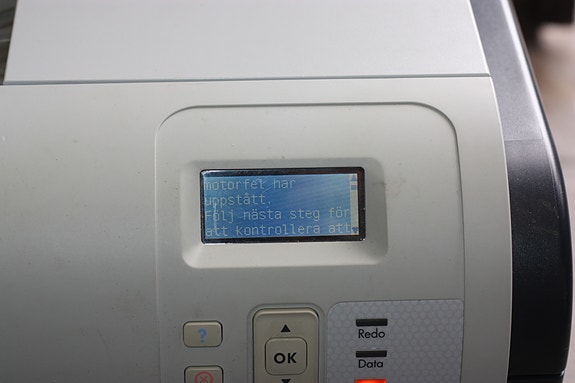 motorfel har
uppstått.
Följ nästa steg för
att kontrollera att
?
OK
Redo
Data